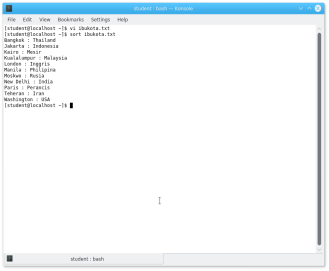 student : bash — Konsole
File Edit View Bookmarks Settings Help
[student@localhost ~]$ vi ibukota.txt
[student@localhost ~]$ sort ibukota.txt
Bangkok : Thailand
Jakarta : Indonesia
Kairo : Mesir
Kualalumpur : Malaysia
London : Inggris
Manila : Philipina
Moskwa : Rusia
New Delhi : India
Paris : Perancis
Teheran : Iran
Washington : USA
[student@localhost ~]$
student : bash